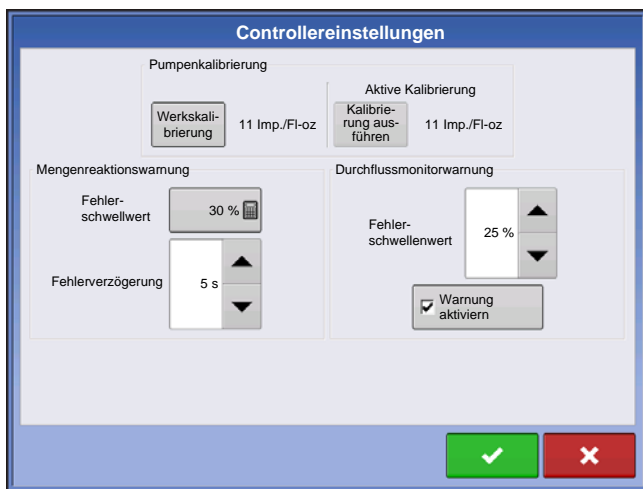 Controllereinstellungen
Pumpenkalibrierung
Aktive Kalibrierung
Werkskali-
brierung
11 Imp./Fl-oz
Kalibrie-
rung aus-
führen
11 Imp./Fl-oz
Mengenreaktionswarnung
Fehler-
schwellwert
30 %
Fehlerverzögerung
5 s
Durchflussmonitorwarnung
Fehler-
schwellenwert
25 %
Warnung
aktiviern